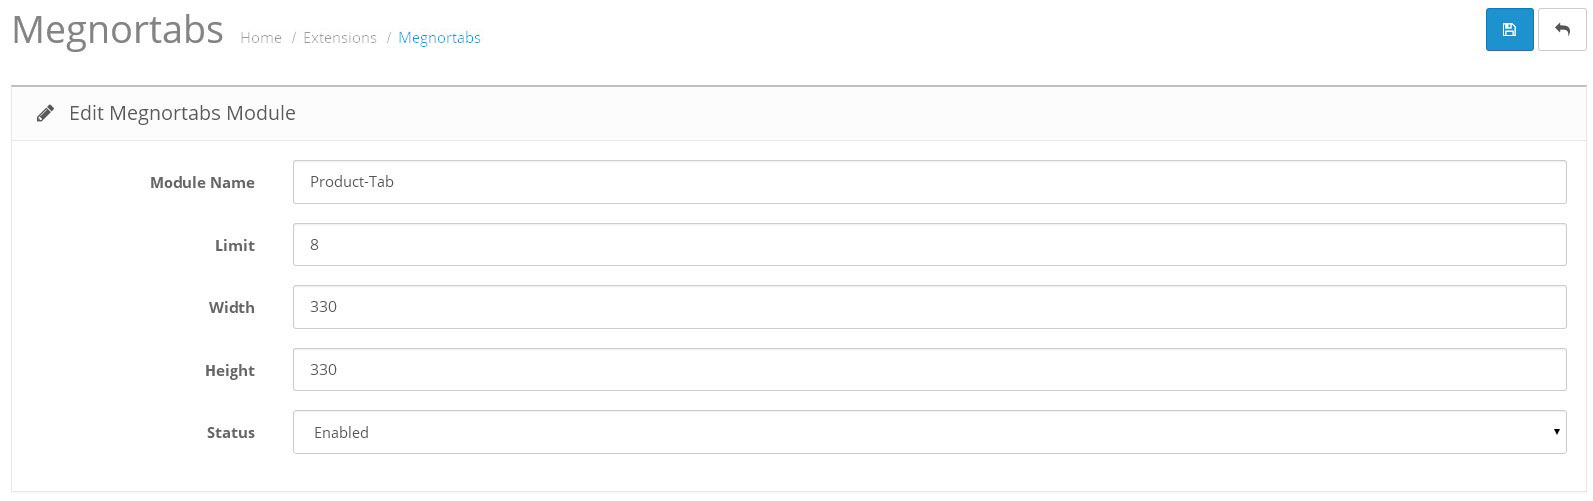 Megnortabs Home / Extensions / Megnortabs
Edit Megnortabs Module
Module Name Product-Tab
Limit 8
Width 330
Height 330
Status Enabled